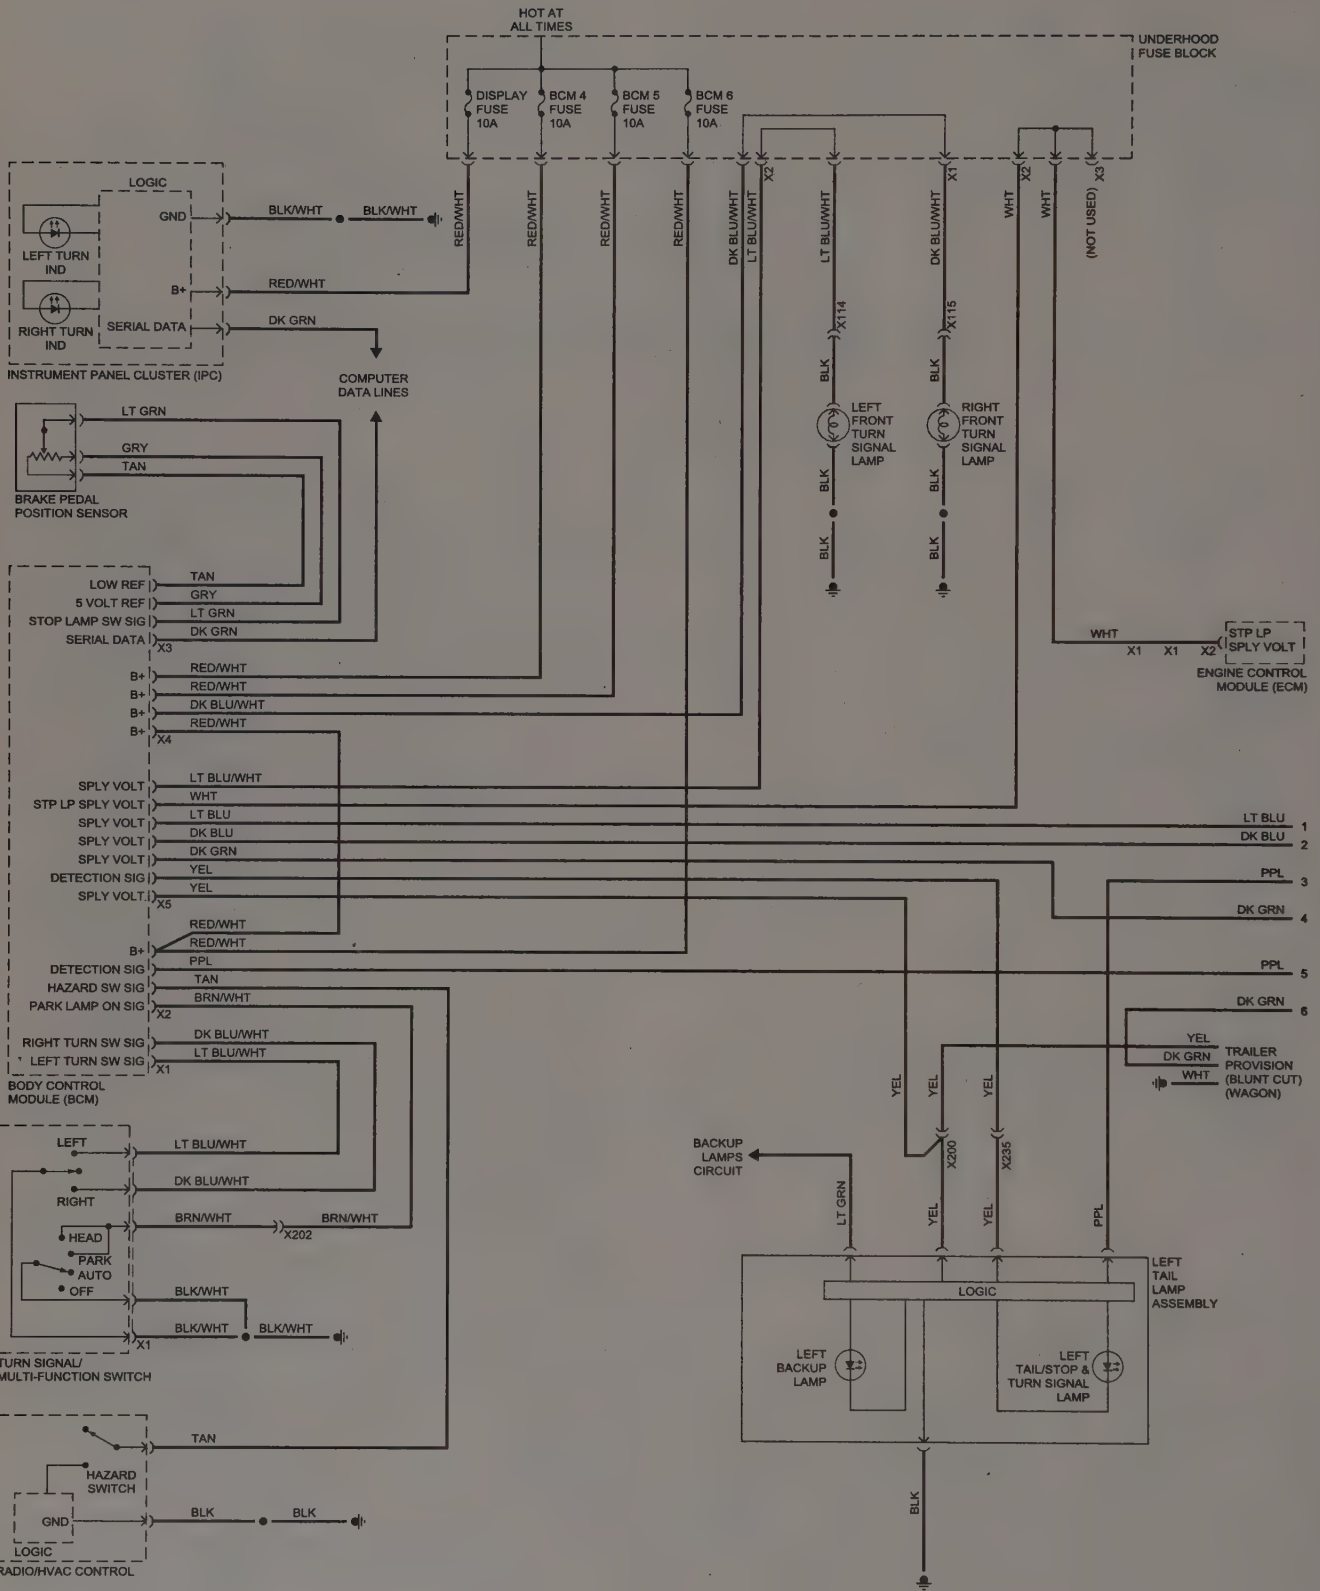 HOT AT
ALL TIMES
UNDERHOOD
FUSE BLOCK
DISPLAY
FUSE
10A
BCM 4
FUSE
10A
BCM 5
FUSE
10A
BCM 6
FUSE
10A
X2
X1
X2
X3
RED/WHT
RED/WHT
RED/WHT
RED/WHT
DK BLU/WHT
LT BLU/WHT
LT BLU/WHT
DK BLU/WHT
WHT
WHT
(NOT USED)
LOGIC
GND
BLK/WHT
BLK/WHT
LEFT TURN
IND
B+
RED/WHT
RIGHT TURN
IND
SERIAL DATA
DK GRN
INSTRUMENT PANEL CLUSTER (IPC)
COMPUTER
DATA LINES
X114
X115
BLK
BLK
LEFT
FRONT
TURN
SIGNAL
LAMP
RIGHT
FRONT
TURN
SIGNAL
LAMP
BLK
BLK
BLK
BLK
LT GRN
GRY
TAN
BRAKE PEDAL
POSITION SENSOR
LOW REF
TAN
5 VOLT REF
GRY
STOP LAMP SW SIG
LT GRN
SERIAL DATA
DK GRN
X3
WHT
X1
X1
X2
STP LP
SPLY VOLT
ENGINE CONTROL
MODULE (ECM)
B+
RED/WHT
B+
RED/WHT
B+
DK BLU/WHT
B+
RED/WHT
X4
SPLY VOLT
LT BLU/WHT
STP LP SPLY VOLT
WHT
SPLY VOLT
LT BLU
LT BLU 1
SPLY VOLT
DK BLU
DK BLU 2
SPLY VOLT
DK GRN
DETECTION SIG
YEL
PPL 3
SPLY VOLT
YEL
X5
DK GRN 4
RED/WHT
B+
RED/WHT
DETECTION SIG
PPL
PPL 5
HAZARD SW SIG
TAN
PARK LAMP ON SIG
BRN/WHT
X2
DK GRN 6
RIGHT TURN SW SIG
DK BLU/WHT
LEFT TURN SW SIG
LT BLU/WHT
X1
BODY CONTROL
MODULE (BCM)
YEL
DK GRN
WHT
TRAILER
PROVISION
(BLUNT CUT)
(WAGON)
YEL
YEL
YEL
X200
X235
BACKUP
LAMPS
CIRCUIT
LEFT
LT BLU/WHT
RIGHT
DK BLU/WHT
BRN/WHT
X202
BRN/WHT
HEAD
PARK
AUTO
OFF
BLK/WHT
BLK/WHT
BLK/WHT
X1
TURN SIGNAL/
MULTI-FUNCTION SWITCH
LT GRN
YEL
YEL
PPL
LEFT
TAIL
LAMP
ASSEMBLY
LOGIC
LEFT
BACKUP
LAMP
LEFT
TAIL/STOP &
TURN SIGNAL
LAMP
TAN
HAZARD
SWITCH
GND
BLK
BLK
LOGIC
RADIO/HVAC CONTROL
BLK